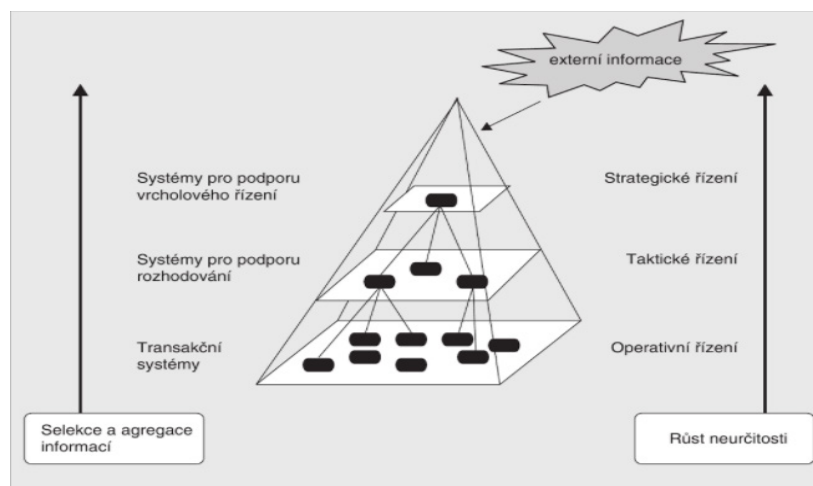 externí informace
Systémy pro podporu
vrcholového řízení
Strategické řízení
Systémy pro podporu
rozhodování
Taktické řízení
Transakční
systémy
Operativní řízení
Selekce a agregace
informací
Růst neurčitosti